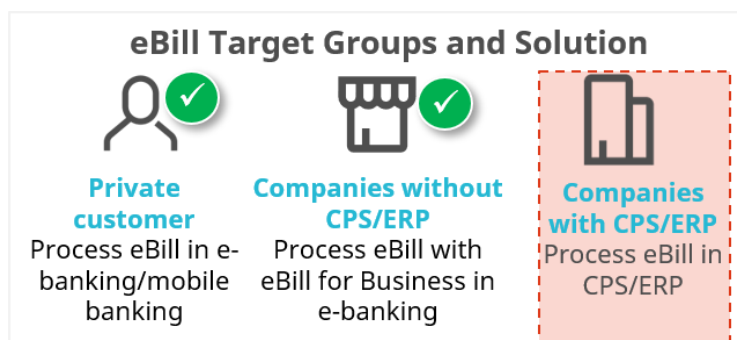 eBill Target Groups and Solution
Private
customer
Process eBill in e-
banking/mobile
banking
Companies without
CPS/ERP
Process eBill with
eBill for Business in
e-banking
Companies
with CPS/ERP
Process eBill in
CPS/ERP